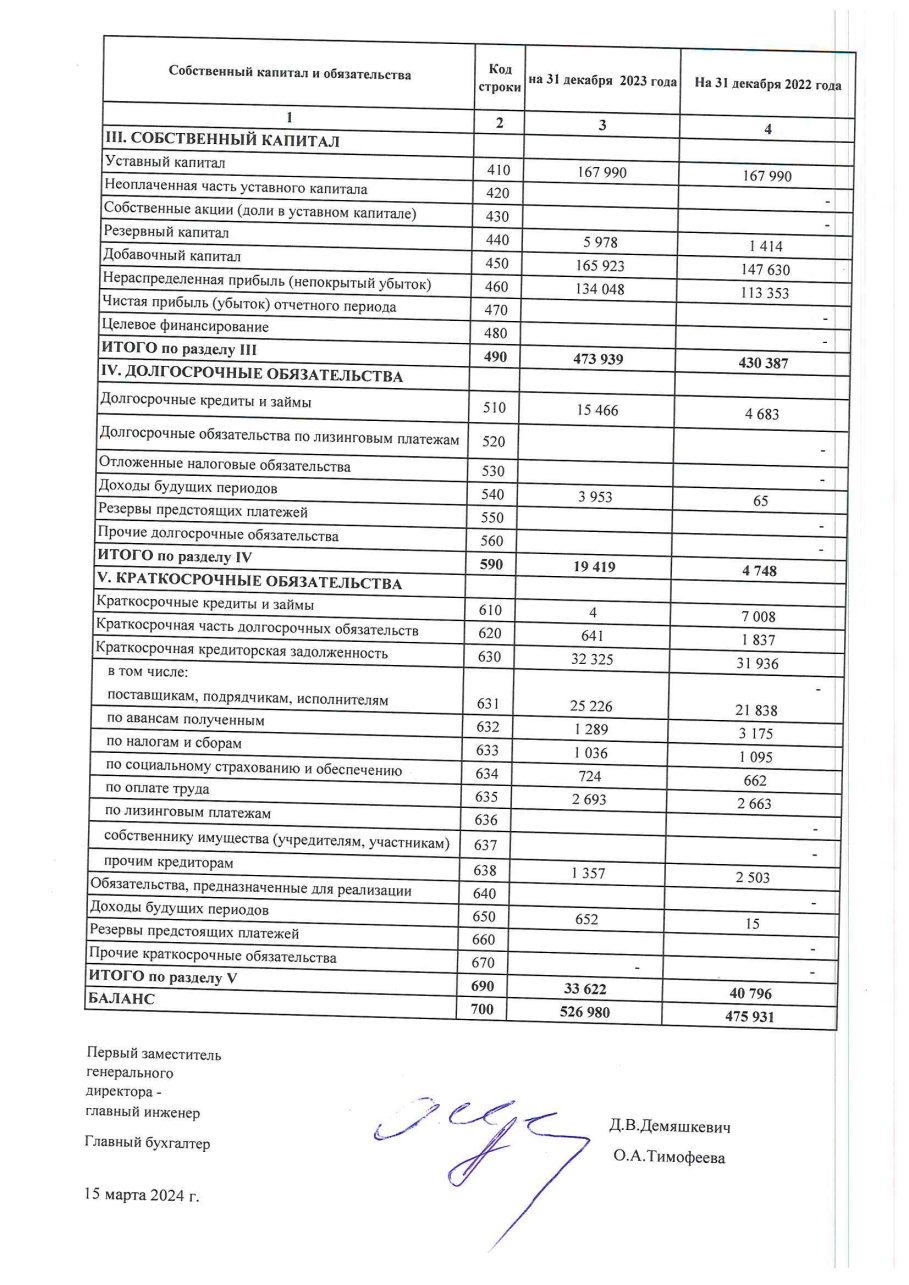 Собственный капитал и обязательства Код строки на 31 декабря 2023 года На 31 декабря 2022 года
1 2 3 4
III. СОБСТВЕННЫЙ КАПИТАЛ
Уставный капитал 410 167 990 167 990
Неоплаченная часть уставного капитала 420 -
Собственные акции (доли в уставном капитале) 430 -
Резервный капитал 440 5 978 1 414
Добавочный капитал 450 165 923 147 630
Нераспределенная прибыль (непокрытый убыток) 460 134 048 113 353
Чистая прибыль (убыток) отчетного периода 470 -
Целевое финансирование 480 -
ИТОГО по разделу III 490 473 939 430 387
IV. ДОЛГОСРОЧНЫЕ ОБЯЗАТЕЛЬСТВА
Долгосрочные кредиты и займы 510 15 466 4 683
Долгосрочные обязательства по лизинговым платежам 520 -
Отложенные налоговые обязательства 530 -
Доходы будущих периодов 540 3 953 65
Резервы предстоящих платежей 550 -
Прочие долгосрочные обязательства 560 -
ИТОГО по разделу IV 590 19 419 4 748
V. КРАТКОСРОЧНЫЕ ОБЯЗАТЕЛЬСТВА
Краткосрочные кредиты и займы 610 4 7 008
Краткосрочная часть долгосрочных обязательств 620 641 1 837
Краткосрочная кредиторская задолженность 630 32 325 31 936
в том числе: -
поставщикам, подрядчикам, исполнителям 631 25 226 21 838
по авансам полученным 632 1 289 3 175
по налогам и сборам 633 1 036 1 095
по социальному страхованию и обеспечению 634 724 662
по оплате труда 635 2 693 2 663
по лизинговым платежам 636 -
собственнику имущества (учредителям, участникам) 637 -
прочим кредиторам 638 1 357 2 503
Обязательства, предназначенные для реализации 640 -
Доходы будущих периодов 650 652 15
Резервы предстоящих платежей 660 -
Прочие краткосрочные обязательства 670 - -
ИТОГО по разделу V 690 33 622 40 796
БАЛАНС 700 526 980 475 931
Первый заместитель
генерального
директора -
главный инженер Д.В.Демяшкевич
Главный бухгалтер О.А.Тимофеева
15 марта 2024 г.